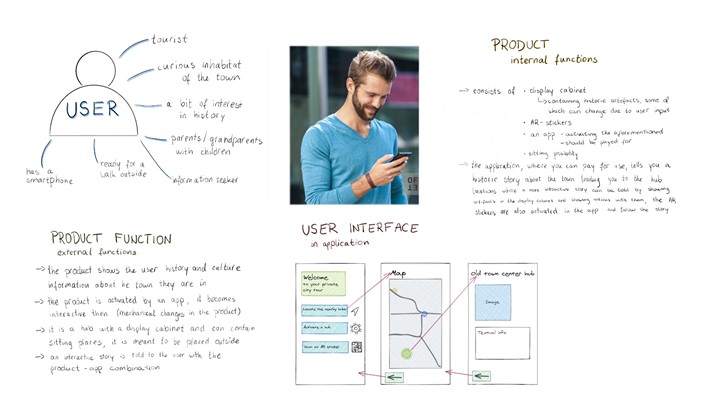 tourist
curious inhabitat
of the town
USER
a bit of interest
in history
parents/grandparents
with children
has a
smartphone
ready for a
walk outside
information seeker
PRODUCT
internal functions
→ consists of • display cabinet
↳ containing historic artifacts, some of
which can change due to user input
• AR-stickers
• an app - activating the aforementioned
- should be payed for
• sitting posibility
→ the application, where you can pay for use, tells you a
historic story about the town leading you to the hub
locations while a more interactive story can be told by showing
artifacts in the display cabinet and showing visions with them, the AR
stickers are also activated in the app and follow the story
PRODUCT FUNCTION
external functions
→ the product shows the user history and culture
information about he town they are in
→ the product is activated by an app, it becomes
interactive then (mechanical changes in the product)
→ it is a hub with a display cabinet and can contain
sitting places, it is meant to be placed outside
→ an interactive story is told to the user with the
product-app combination
USER INTERFACE
in application
Welcome
to your private
city tour
Locating the nearby hubs
Activating a hub
Scan an AR sticker
Map
old town center hub
Image
Textual info